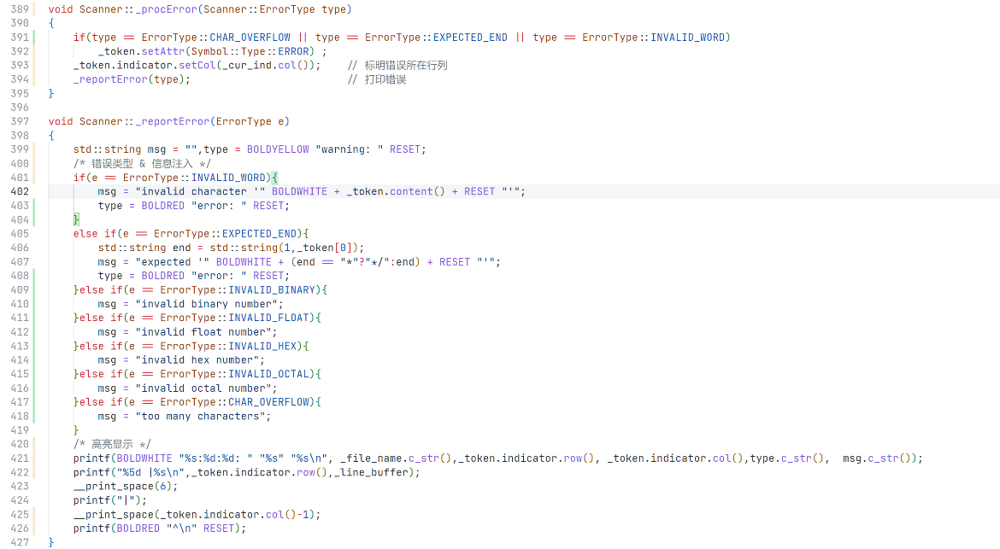 389 void Scanner::_procError(Scanner::ErrorType type)
390 {
391     if(type == ErrorType::CHAR_OVERFLOW || type == ErrorType::EXPECTED_END || type == ErrorType::INVALID_WORD)
392         _token.setAttr(Symbol::Type::ERROR) ;
393     _token.indicator.setCol(_cur_ind.col());    // 标明错误所在行列
394     _reportError(type);                         // 打印错误
395 }
396
397 void Scanner::_reportError(ErrorType e)
398 {
399     std::string msg = "",type = BOLDYELLOW "warning: " RESET;
400     /* 错误类型 & 信息注入 */
401     if(e == ErrorType::INVALID_WORD){
402         msg = "invalid character '" BOLDWHITE + _token.content() + RESET "'";
403         type = BOLDRED "error: " RESET;
404     }
405     else if(e == ErrorType::EXPECTED_END){
406         std::string end = std::string(1,_token[0]);
407         msg = "expected '" BOLDWHITE + (end == "*"?"*/":end) + RESET "'";
408         type = BOLDRED "error: " RESET;
409     }else if(e == ErrorType::INVALID_BINARY){
410         msg = "invalid binary number";
411     }else if(e == ErrorType::INVALID_FLOAT){
412         msg = "invalid float number";
413     }else if(e == ErrorType::INVALID_HEX){
414         msg = "invalid hex number";
415     }else if(e == ErrorType::INVALID_OCTAL){
416         msg = "invalid octal number";
417     }else if(e == ErrorType::CHAR_OVERFLOW){
418         msg = "too many characters";
419     }
420     /* 高亮显示 */
421     printf(BOLDWHITE "%s:%d:%d: " "%s" "%s\n", _file_name.c_str(),_token.indicator.row(), _token.indicator.col(),type.c_str(),  msg.c_str());
422     printf("%5d |%s\n",_token.indicator.row(),_line_buffer);
423     __print_space(6);
424     printf("|");
425     __print_space(_token.indicator.col()-1);
426     printf(BOLDRED "^\n" RESET);
427 }